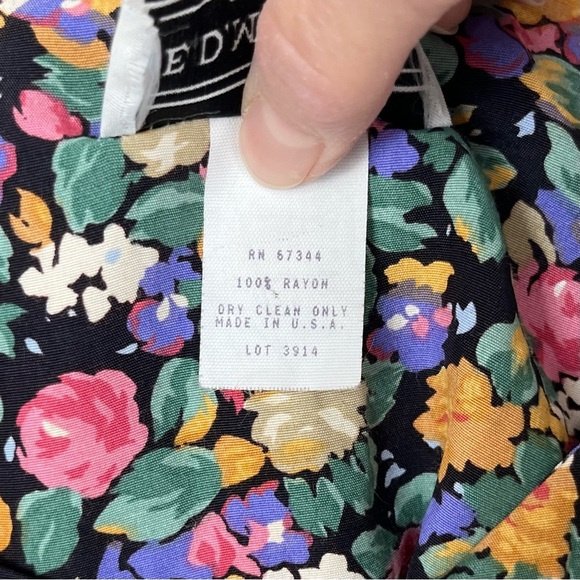 RN 67344
100% RAYON
DRY CLEAN ONLY
MADE IN U.S.A.
LOT 3914